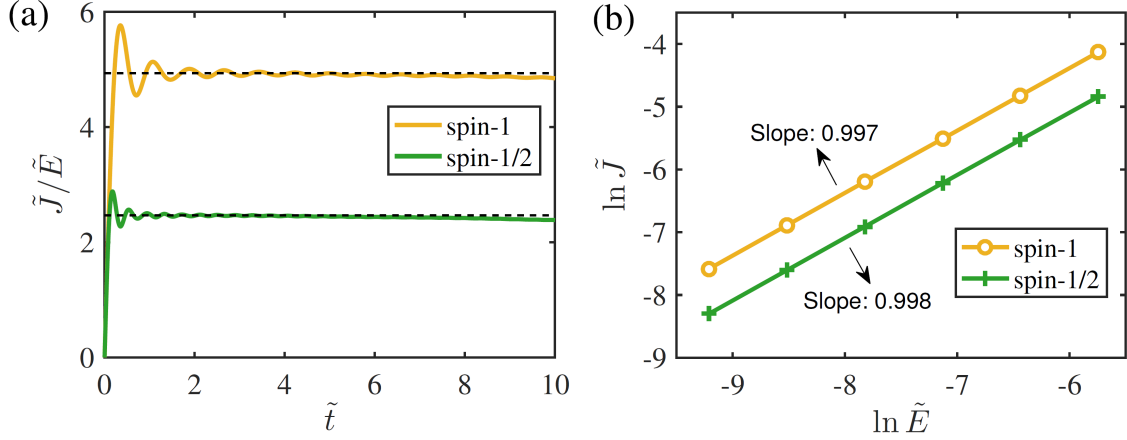 (a)
6
4
2
0
J̃/Ẽ
spin-1
spin-1/2
0 2 4 6 8 10
t̃
(b)
-4
-5
-6
-7
-8
-9
ln J̃
Slope: 0.997
Slope: 0.998
spin-1
spin-1/2
-9 -8 -7 -6
ln Ẽ